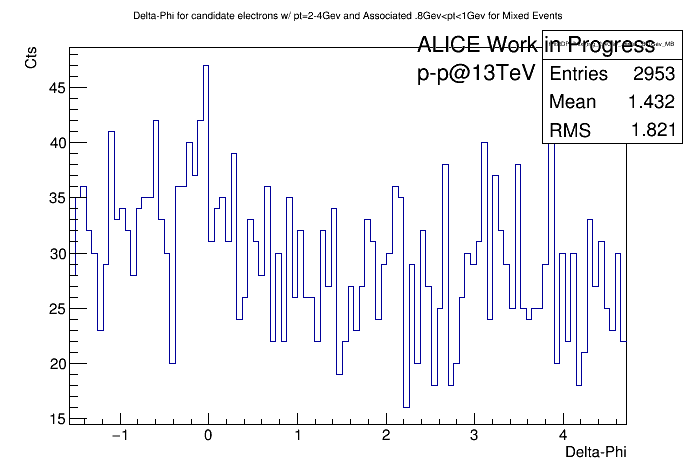 Delta-Phi for candidate electrons w/ pt=2-4Gev and Associated .8Gev<pt<1Gev for Mixed Events
Cts
ALICE Work in Progress
p-p@13TeV
Entries 2953
Mean 1.432
RMS 1.821
45
40
35
30
25
20
15
−1 0 1 2 3 4
Delta-Phi